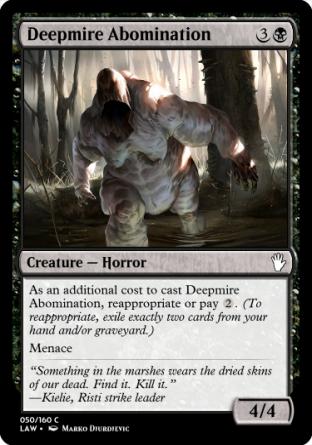 Deepmire Abomination 3
Creature — Horror
As an additional cost to cast Deepmire
Abomination, reappropriate or pay 2. (To
reappropriate, exile exactly two cards from your
hand and/or graveyard.)
Menace
“Something in the marshes wears the dried skins
of our dead. Find it. Kill it.”
—Kielie, Risti strike leader
4/4
050/160 C
LAW • Marko Djurdjevic